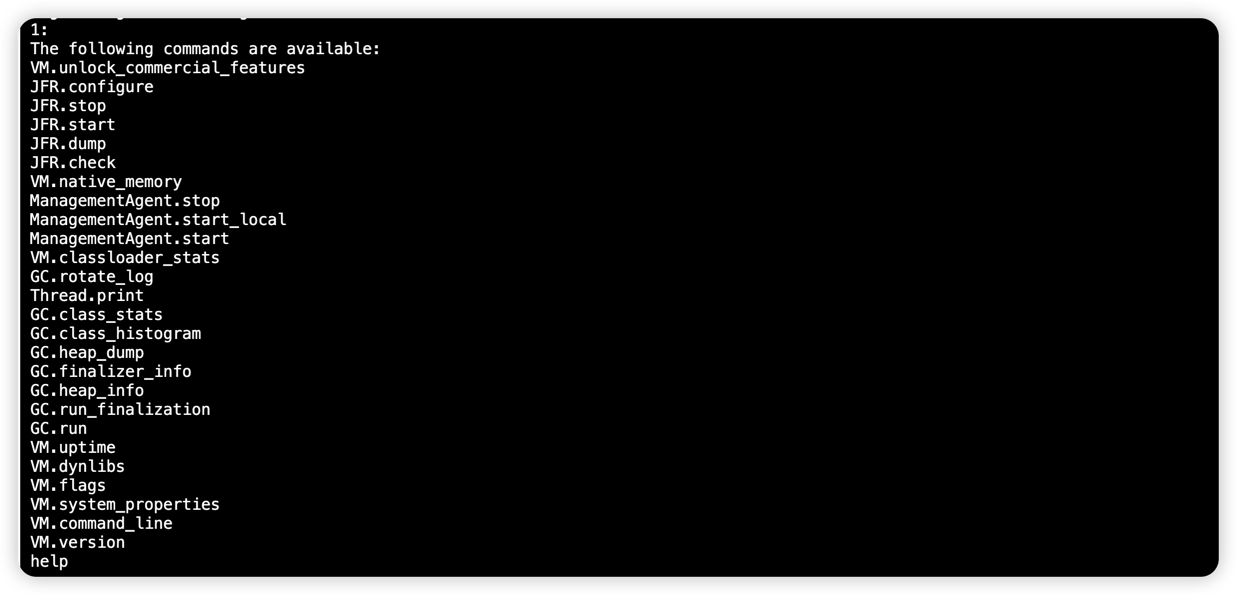 1:
The following commands are available:
VM.unlock_commercial_features
JFR.configure
JFR.stop
JFR.start
JFR.dump
JFR.check
VM.native_memory
ManagementAgent.stop
ManagementAgent.start_local
ManagementAgent.start
VM.classloader_stats
GC.rotate_log
Thread.print
GC.class_stats
GC.class_histogram
GC.heap_dump
GC.finalizer_info
GC.heap_info
GC.run_finalization
GC.run
VM.uptime
VM.dynlibs
VM.flags
VM.system_properties
VM.command_line
VM.version
help